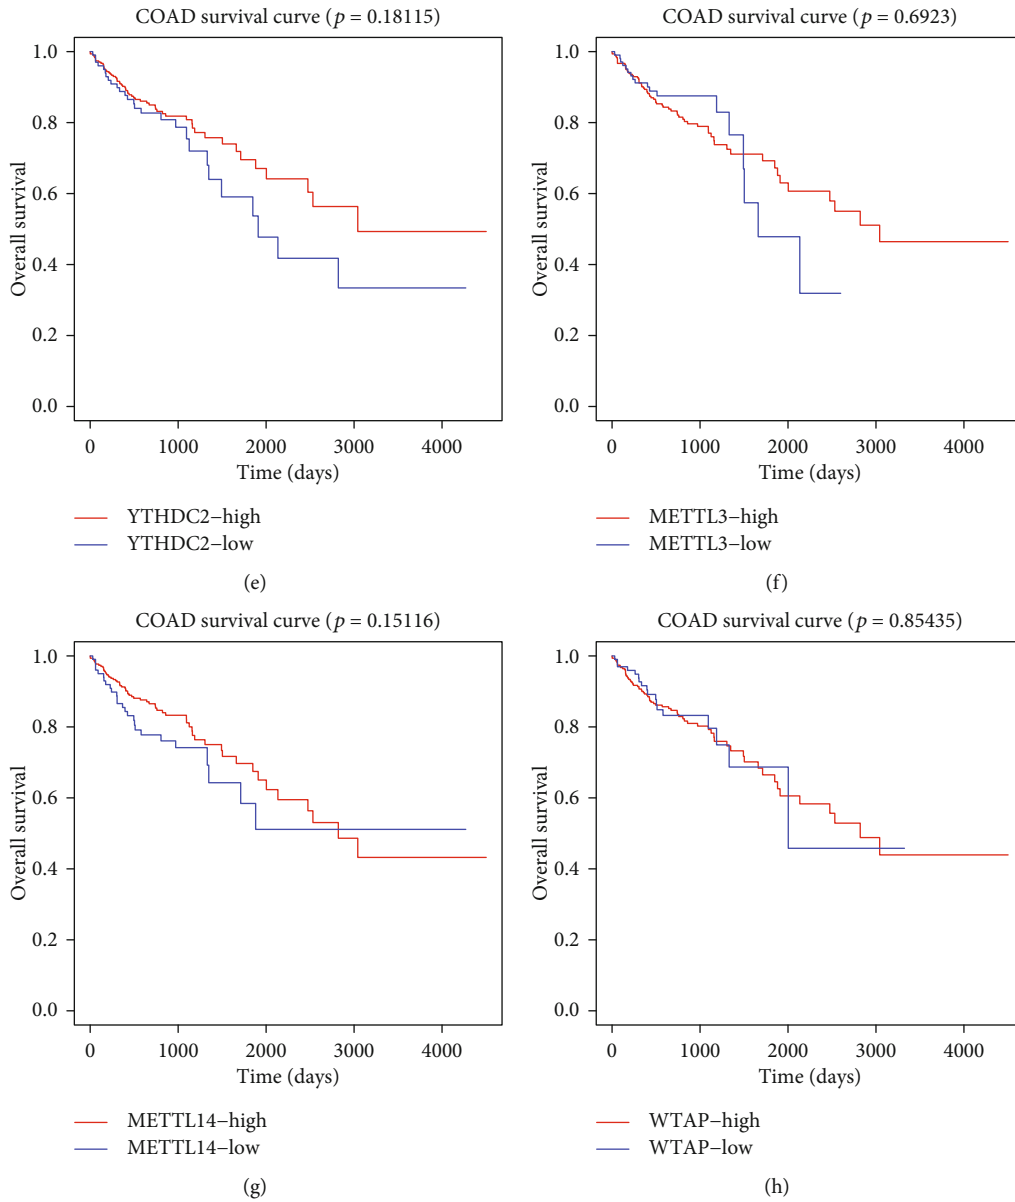 COAD survival curve (p = 0.18115)
1.0
0.8
0.6
0.4
0.2
0.0
Overall survival
0 1000 2000 3000 4000
Time (days)
YTHDC2−high
YTHDC2−low
(e)
COAD survival curve (p = 0.6923)
1.0
0.8
0.6
0.4
0.2
0.0
Overall survival
0 1000 2000 3000 4000
Time (days)
METTL3−high
METTL3−low
(f)
COAD survival curve (p = 0.15116)
1.0
0.8
0.6
0.4
0.2
0.0
Overall survival
0 1000 2000 3000 4000
Time (days)
METTL14−high
METTL14−low
(g)
COAD survival curve (p = 0.85435)
1.0
0.8
0.6
0.4
0.2
0.0
Overall survival
0 1000 2000 3000 4000
Time (days)
WTAP−high
WTAP−low
(h)